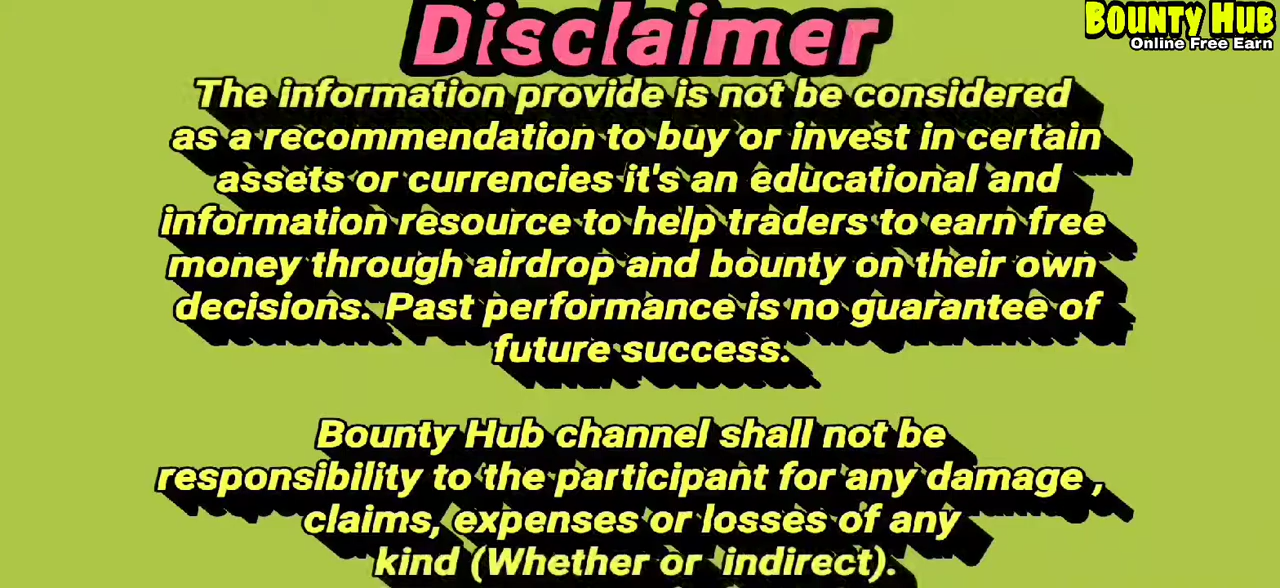 Disclaimer
BOUNTY HUB
Online Free Earn
The information provide is not be considered
as a recommendation to buy or invest in certain
assets or currencies it's an educational and
information resource to help traders to earn free
money through airdrop and bounty on their own
decisions. Past performance is no guarantee of
future success.
Bounty Hub channel shall not be
responsibility to the participant for any damage ,
claims, expenses or losses of any
kind (Whether or indirect).